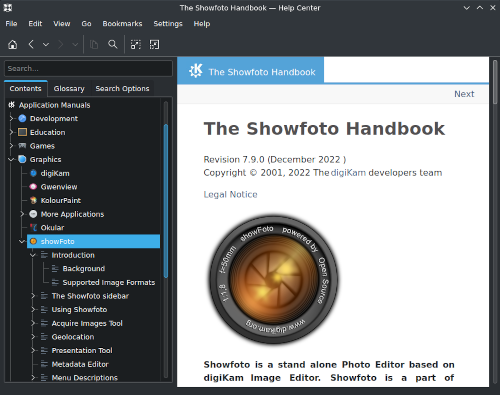 The Showfoto Handbook — Help Center
File Edit View Go Bookmarks Settings Help
Search...
Contents Glossary Search Options
Application Manuals
Development
Education
Games
Graphics
digiKam
Gwenview
KolourPaint
More Applications
Okular
showFoto
Introduction
Background
Supported Image Formats
The Showfoto sidebar
Using Showfoto
Acquire Images Tool
Geolocation
Presentation Tool
Metadata Editor
Menu Descriptions
The Showfoto Handbook
Next
The Showfoto Handbook
Revision 7.9.0 (December 2022 )
Copyright © 2001, 2022 The digiKam developers team
Legal Notice
f:1,8 f=50mm showFoto powered by Open Source
www.digiKam.org
Showfoto is a stand alone Photo Editor based on
digiKam Image Editor. Showfoto is a part of